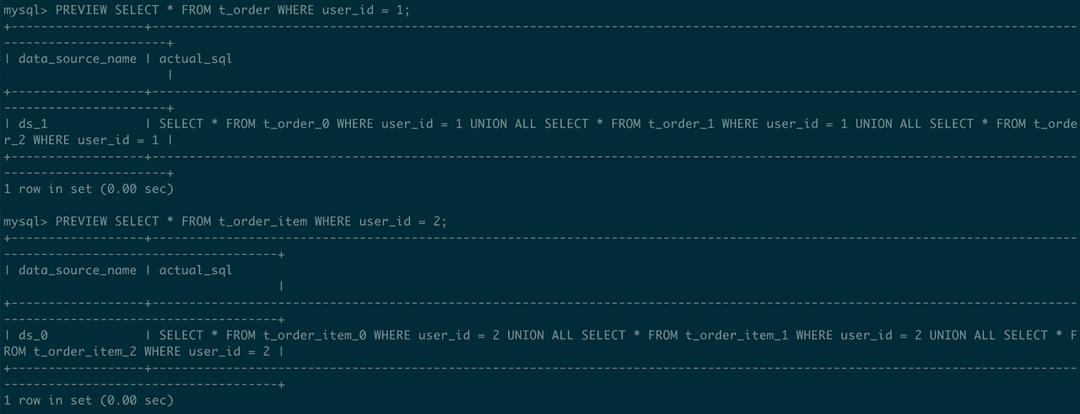 mysql> PREVIEW SELECT * FROM t_order WHERE user_id = 1;
+------------------+--------------------------------------------------------------------------------------------------------------------------------
----------------------+
| data_source_name | actual_sql
                      |
+------------------+--------------------------------------------------------------------------------------------------------------------------------
----------------------+
| ds_1             | SELECT * FROM t_order_0 WHERE user_id = 1 UNION ALL SELECT * FROM t_order_1 WHERE user_id = 1 UNION ALL SELECT * FROM t_orde
r_2 WHERE user_id = 1 |
+------------------+--------------------------------------------------------------------------------------------------------------------------------
----------------------+
1 row in set (0.00 sec)
mysql> PREVIEW SELECT * FROM t_order_item WHERE user_id = 2;
+------------------+--------------------------------------------------------------------------------------------------------------------------------
-------------------------------------+
| data_source_name | actual_sql
                                     |
+------------------+--------------------------------------------------------------------------------------------------------------------------------
-------------------------------------+
| ds_0             | SELECT * FROM t_order_item_0 WHERE user_id = 2 UNION ALL SELECT * FROM t_order_item_1 WHERE user_id = 2 UNION ALL SELECT * F
ROM t_order_item_2 WHERE user_id = 2 |
+------------------+--------------------------------------------------------------------------------------------------------------------------------
-------------------------------------+
1 row in set (0.00 sec)